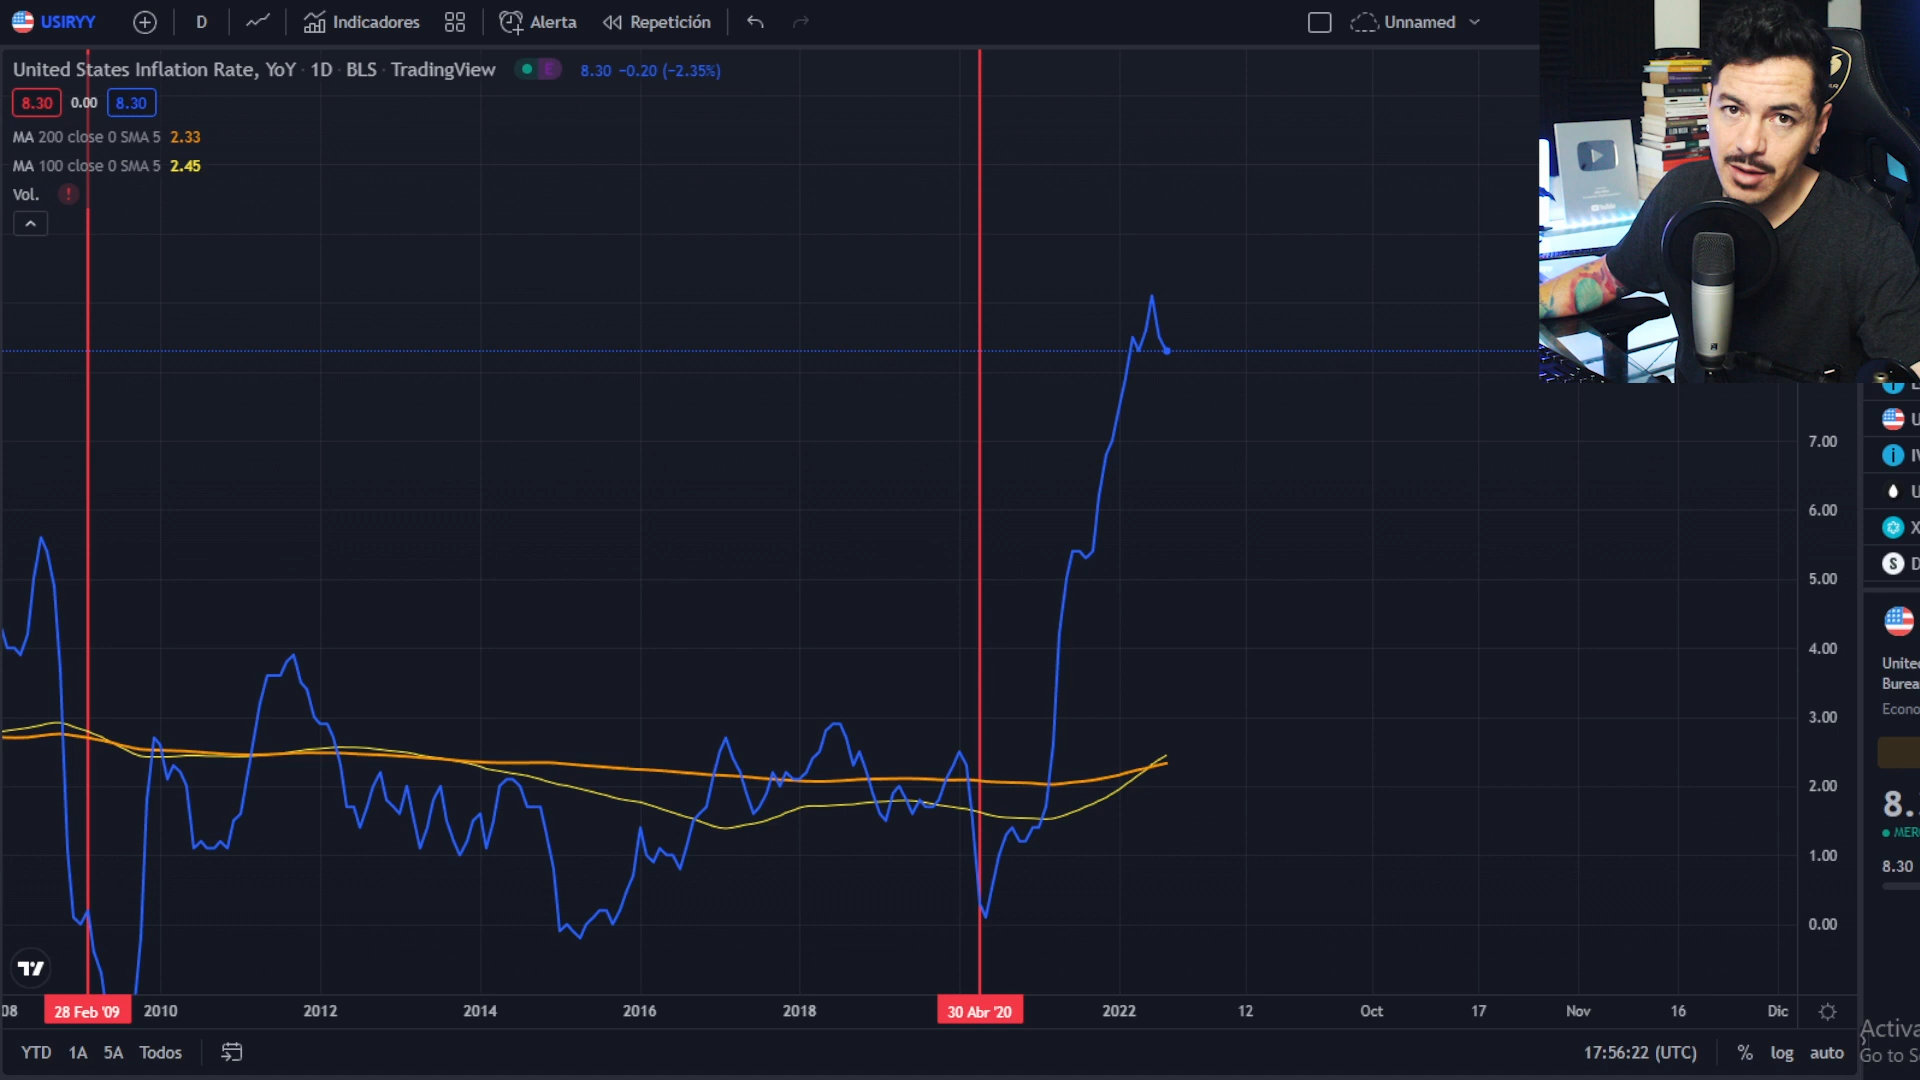 USIRYY
D
Indicadores
Alerta
Repetición
Unnamed
United States Inflation Rate, YoY · 1D · BLS · TradingView
E
8.30 −0.20 (−2.35%)
8.30 0.00 8.30
MA 200 close 0 SMA 5 2.33
MA 100 close 0 SMA 5 2.45
Vol. !
7.00
6.00
5.00
4.00
3.00
2.00
1.00
0.00
08
28 Feb '09
2010
2012
2014
2016
2018
30 Abr '20
2022
12
Oct
17
Nov
16
Dic
YTD 1A 5A Todos
17:56:22 (UTC)
% log auto
8.30
Go to